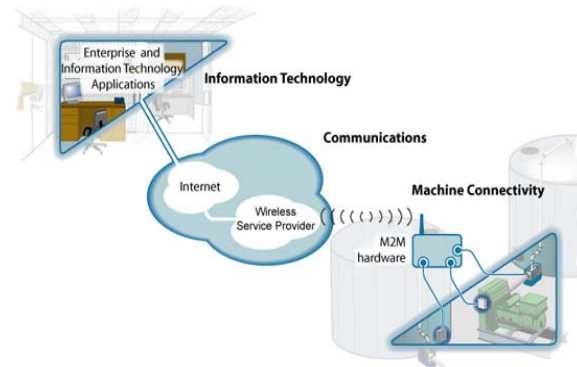 Enterprise and
Information Technology
Applications
Information Technology
Communications
Internet
Wireless
Service Provider
Machine Connectivity
M2M
hardware